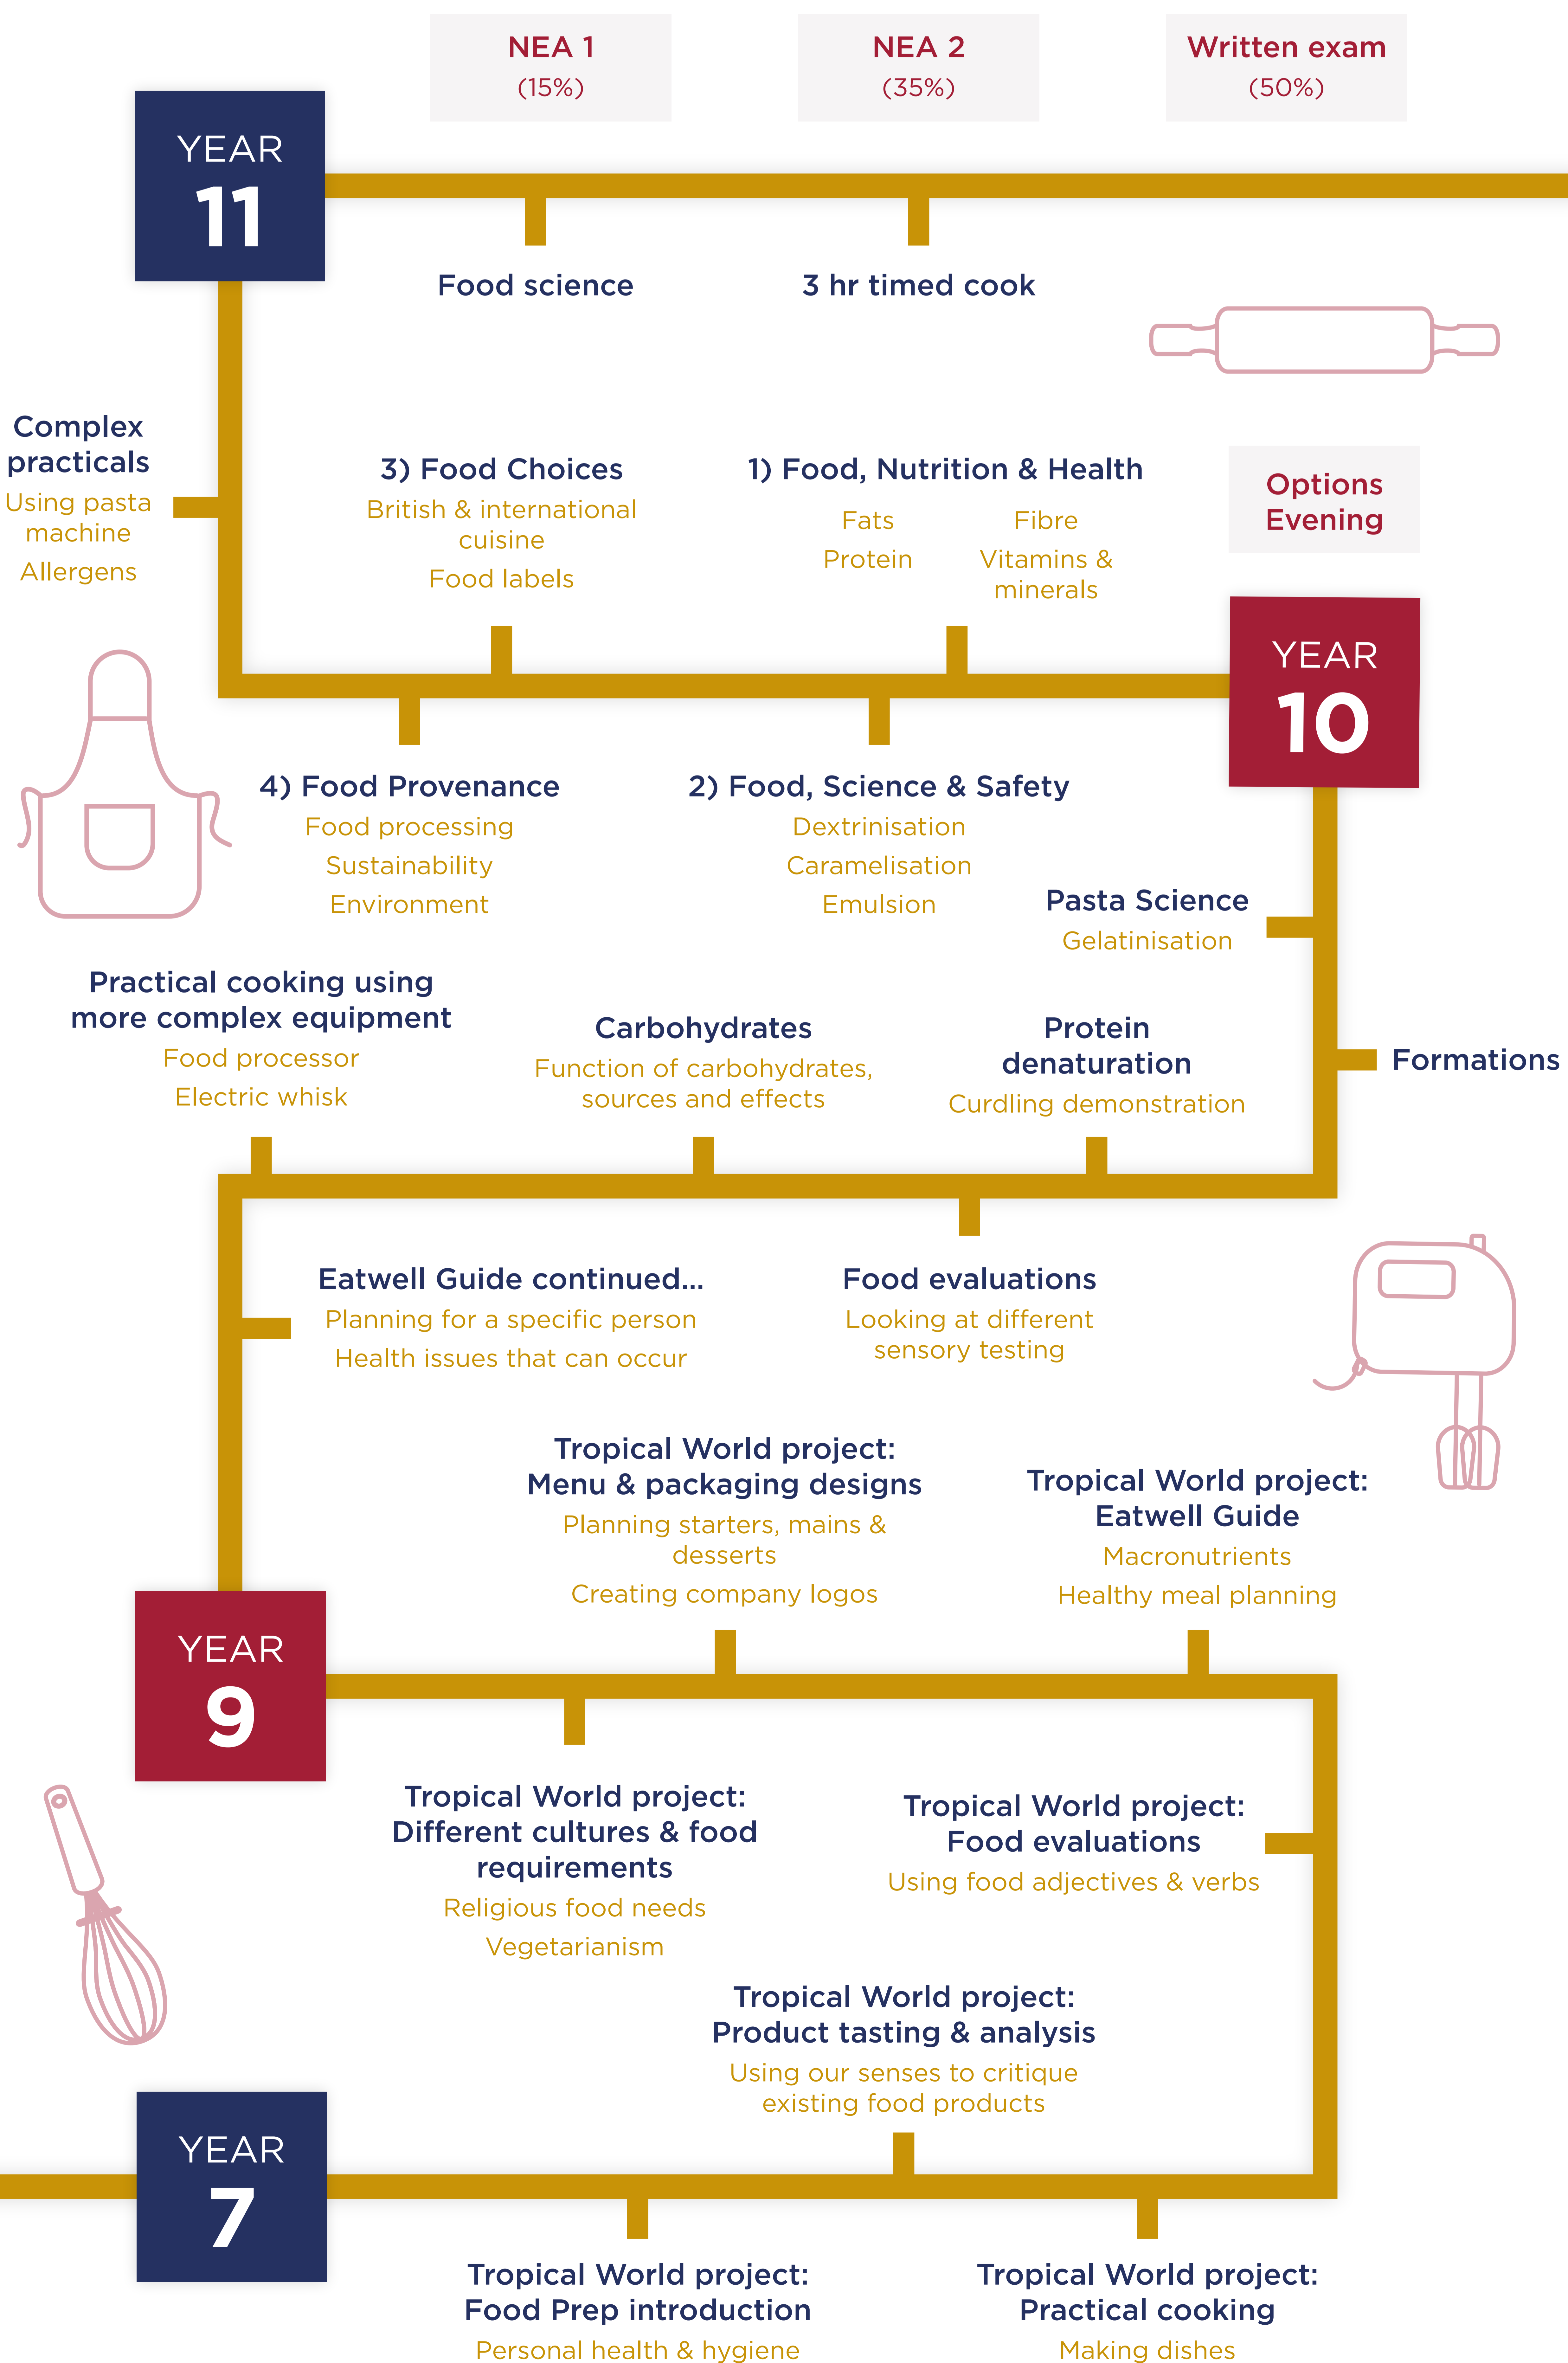 NEA 1
(15%)
NEA 2
(35%)
Written exam
(50%)
YEAR
11
Food science
3 hr timed cook
Complex
practicals
Using pasta
machine
Allergens
3) Food Choices
British & international
cuisine
Food labels
1) Food, Nutrition & Health
Fats
Protein
Fibre
Vitamins &
minerals
Options
Evening
YEAR
10
4) Food Provenance
Food processing
Sustainability
Environment
2) Food, Science & Safety
Dextrinisation
Caramelisation
Emulsion
Pasta Science
Gelatinisation
Practical cooking using
more complex equipment
Food processor
Electric whisk
Carbohydrates
Function of carbohydrates,
sources and effects
Protein
denaturation
Curdling demonstration
Formations
Eatwell Guide continued...
Planning for a specific person
Health issues that can occur
Food evaluations
Looking at different
sensory testing
Tropical World project:
Menu & packaging designs
Planning starters, mains &
desserts
Creating company logos
Tropical World project:
Eatwell Guide
Macronutrients
Healthy meal planning
YEAR
9
Tropical World project:
Different cultures & food
requirements
Religious food needs
Vegetarianism
Tropical World project:
Food evaluations
Using food adjectives & verbs
Tropical World project:
Product tasting & analysis
Using our senses to critique
existing food products
YEAR
7
Tropical World project:
Food Prep introduction
Personal health & hygiene
Tropical World project:
Practical cooking
Making dishes